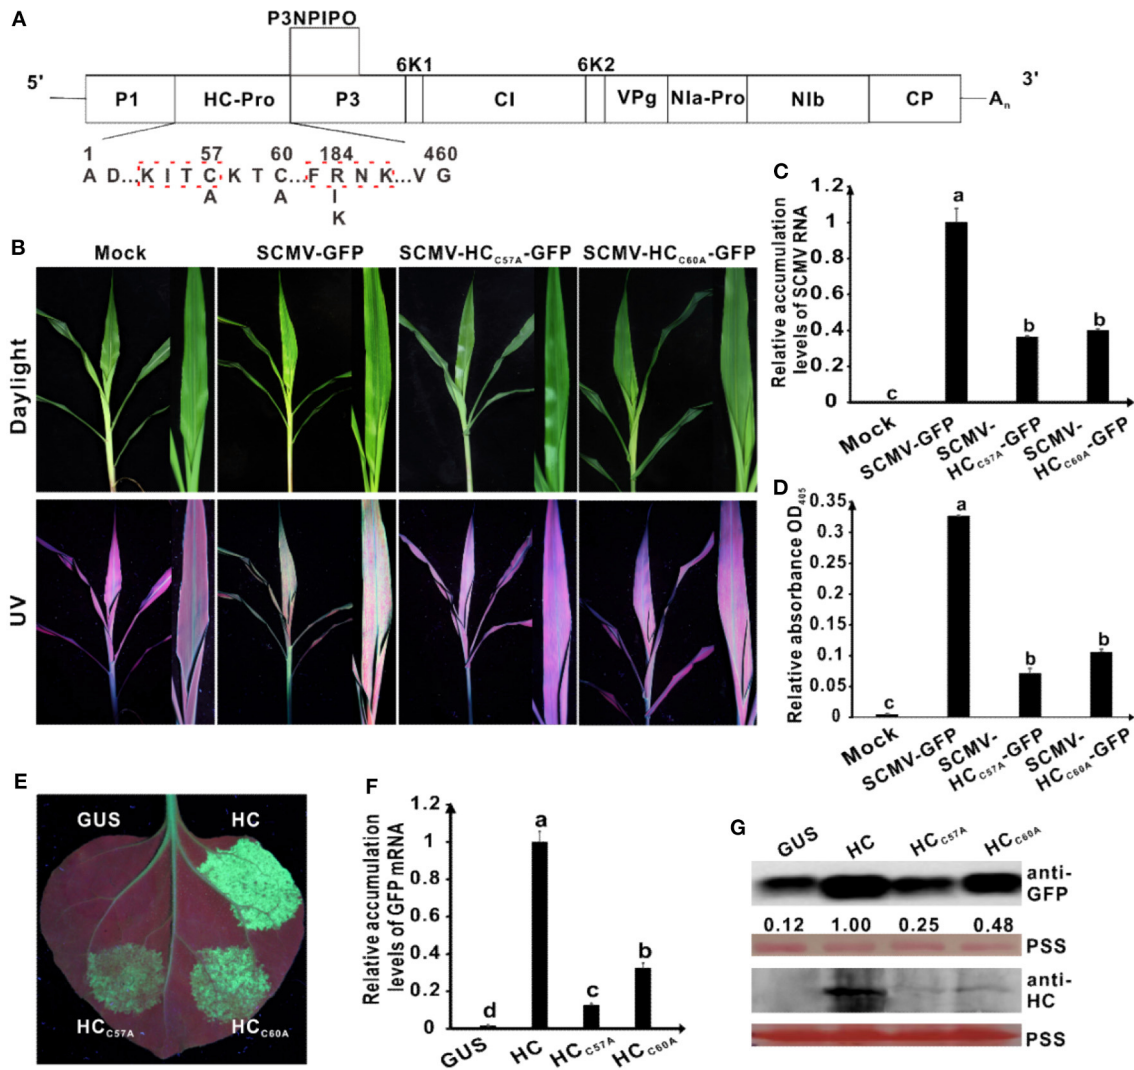 A
P3NPIPO
5' 6K1 6K2 3'
P1 HC-Pro P3 CI VPg NIa-Pro NIb CP An
1 57 60 184 460
A D...K I T C K T C...F R N K...V G
A A I
K
B
Mock SCMV-GFP SCMV-HCC57A-GFP SCMV-HCC60A-GFP
Daylight
UV
C
Relative accumulation
levels of SCMV RNA
1.2
1
0.8
0.6
0.4
0.2
0
c a b b
Mock
SCMV-GFP
SCMV-
HCC57A-GFP
SCMV-
HCC60A-GFP
D
Relative absorbance OD405
0.35
0.3
0.25
0.2
0.15
0.1
0.05
0
c a b b
Mock
SCMV-GFP
SCMV-
HCC57A-GFP
SCMV-
HCC60A-GFP
E
GUS HC
HCC57A HCC60A
F
Relative accumulation
levels of GFP mRNA
1.2
1
0.8
0.6
0.4
0.2
0
d a c b
GUS HC HCC57A HCC60A
G
GUS HC HCC57A HCC60A
anti-
GFP
0.12 1.00 0.25 0.48
PSS
anti-
HC
PSS